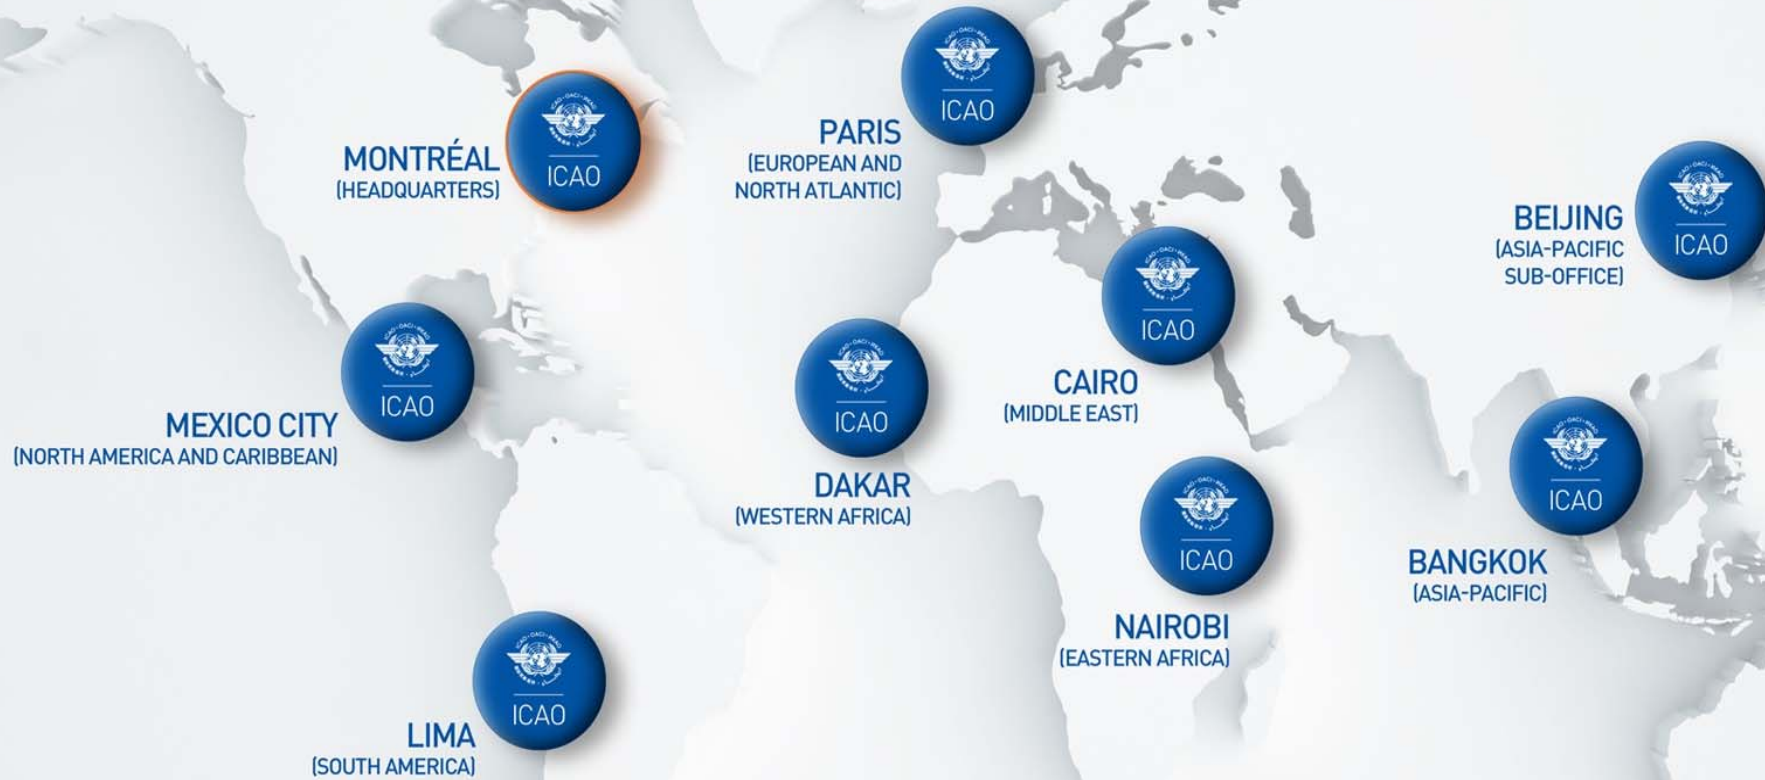 ICAO
MONTRÉAL
(HEADQUARTERS)
ICAO
PARIS
(EUROPEAN AND
NORTH ATLANTIC)
ICAO
BEIJING
(ASIA-PACIFIC
SUB-OFFICE)
ICAO
MEXICO CITY
(NORTH AMERICA AND CARIBBEAN)
ICAO
DAKAR
(WESTERN AFRICA)
ICAO
CAIRO
(MIDDLE EAST)
ICAO
NAIROBI
(EASTERN AFRICA)
ICAO
BANGKOK
(ASIA-PACIFIC)
ICAO
LIMA
(SOUTH AMERICA)
ICAO